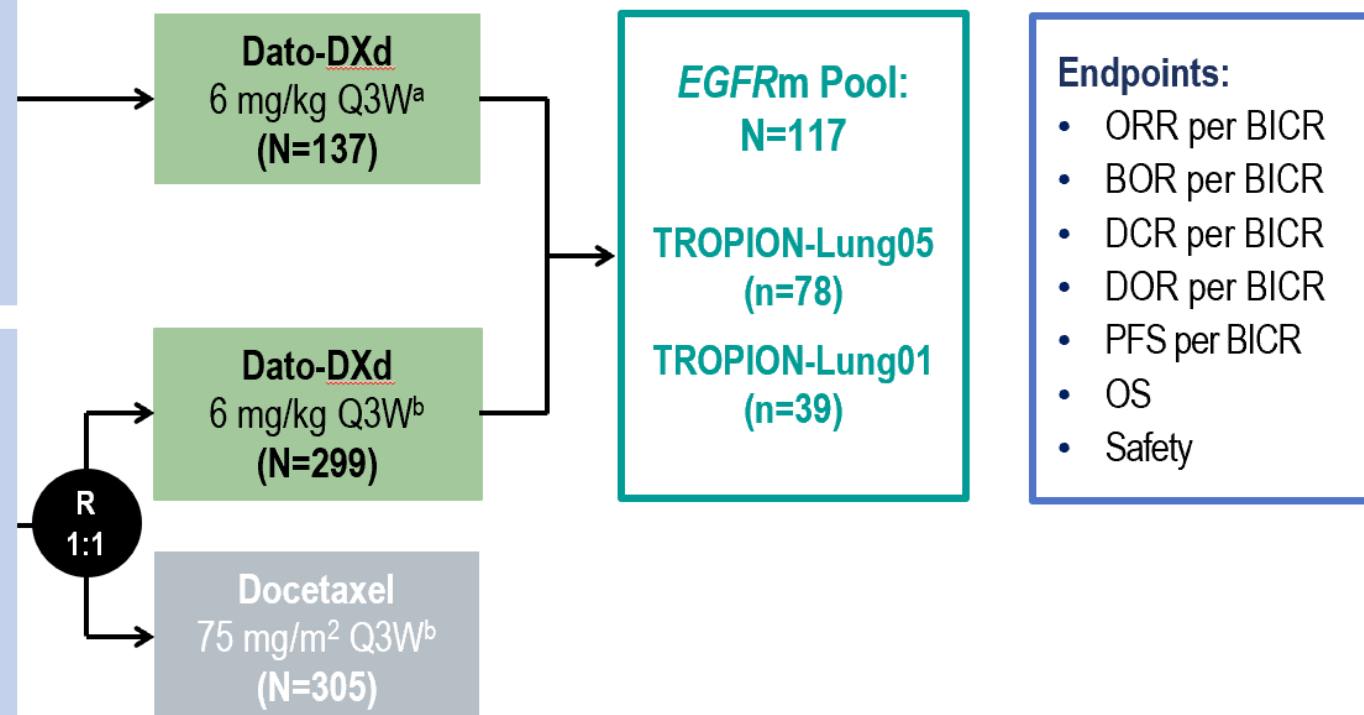 Dato-DXd
6 mg/kg Q3Wᵃ
(N=137)
Dato-DXd
6 mg/kg Q3Wᵇ
(N=299)
R
1:1
Docetaxel
75 mg/m² Q3Wᵇ
(N=305)
EGFRm Pool:
N=117
TROPION-Lung05
(n=78)
TROPION-Lung01
(n=39)
Endpoints:
• ORR per BICR
• BOR per BICR
• DCR per BICR
• DOR per BICR
• PFS per BICR
• OS
• Safety